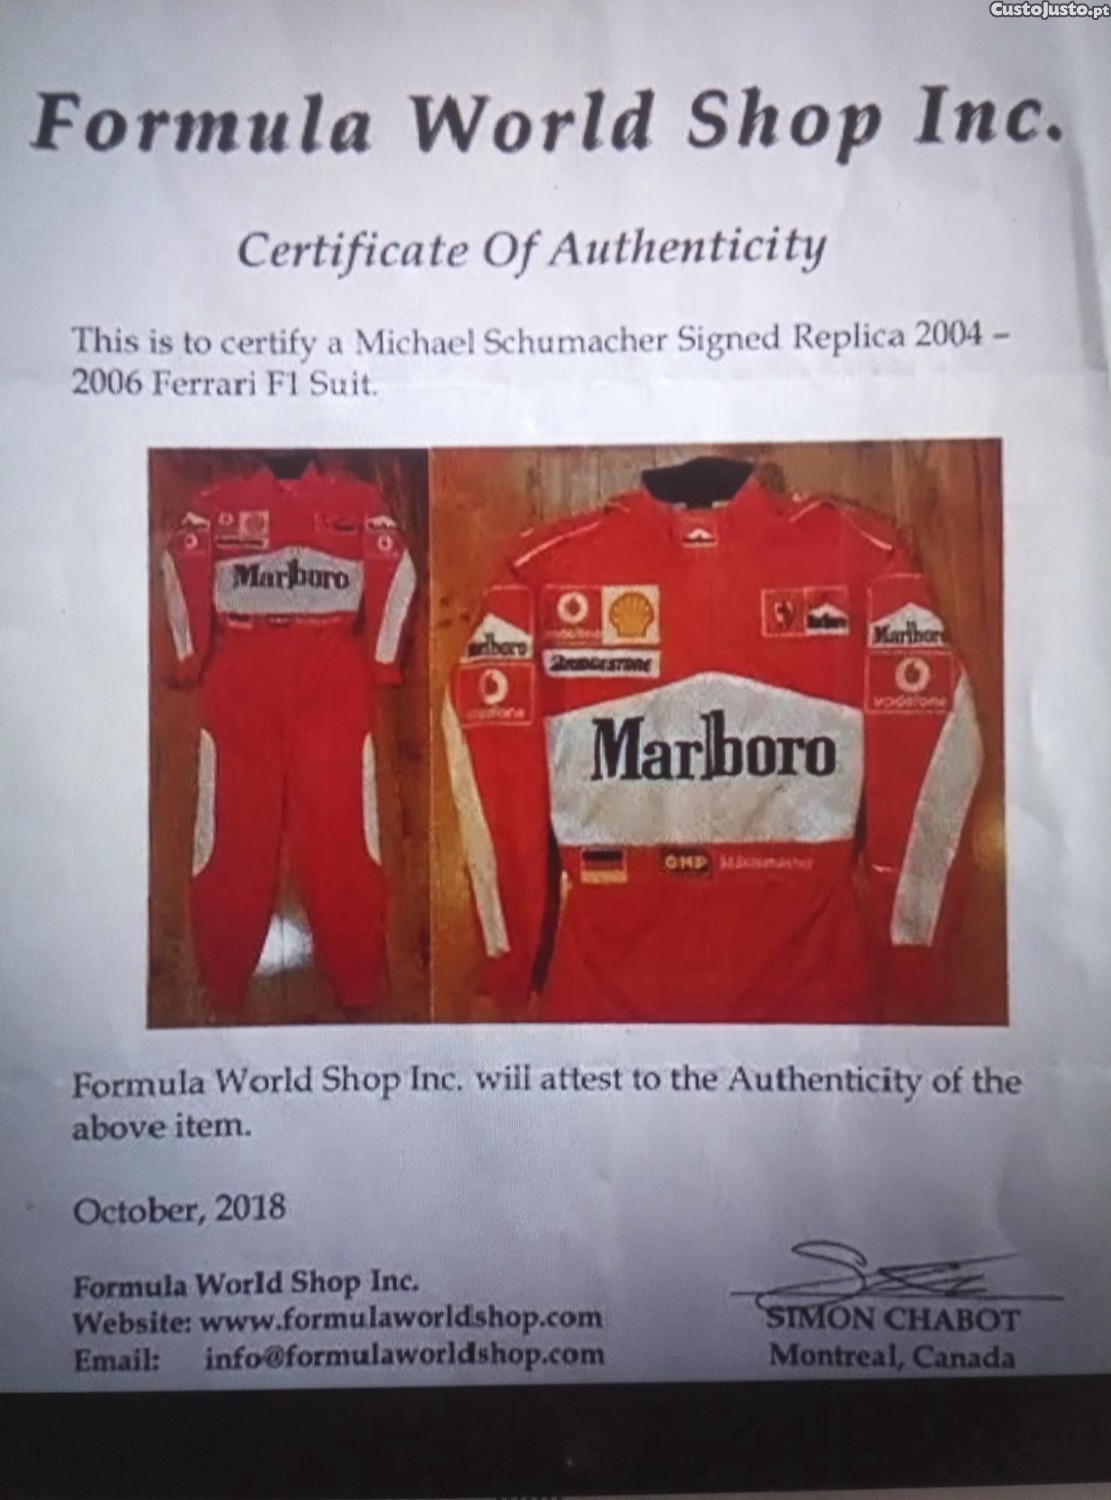 CustoJusto.pt
Formula World Shop Inc.
Certificate Of Authenticity
This is to certify a Michael Schumacher Signed Replica 2004 –
2006 Ferrari F1 Suit.
Marlboro
Marlboro
Marlboro
vodafone
BRIDGESTONE
Marlboro
vodafone
OMP
Formula World Shop Inc. will attest to the Authenticity of the
above item.
October, 2018
Formula World Shop Inc.
Website: www.formulaworldshop.com
Email: info@formulaworldshop.com
SIMON CHABOT
Montreal, Canada